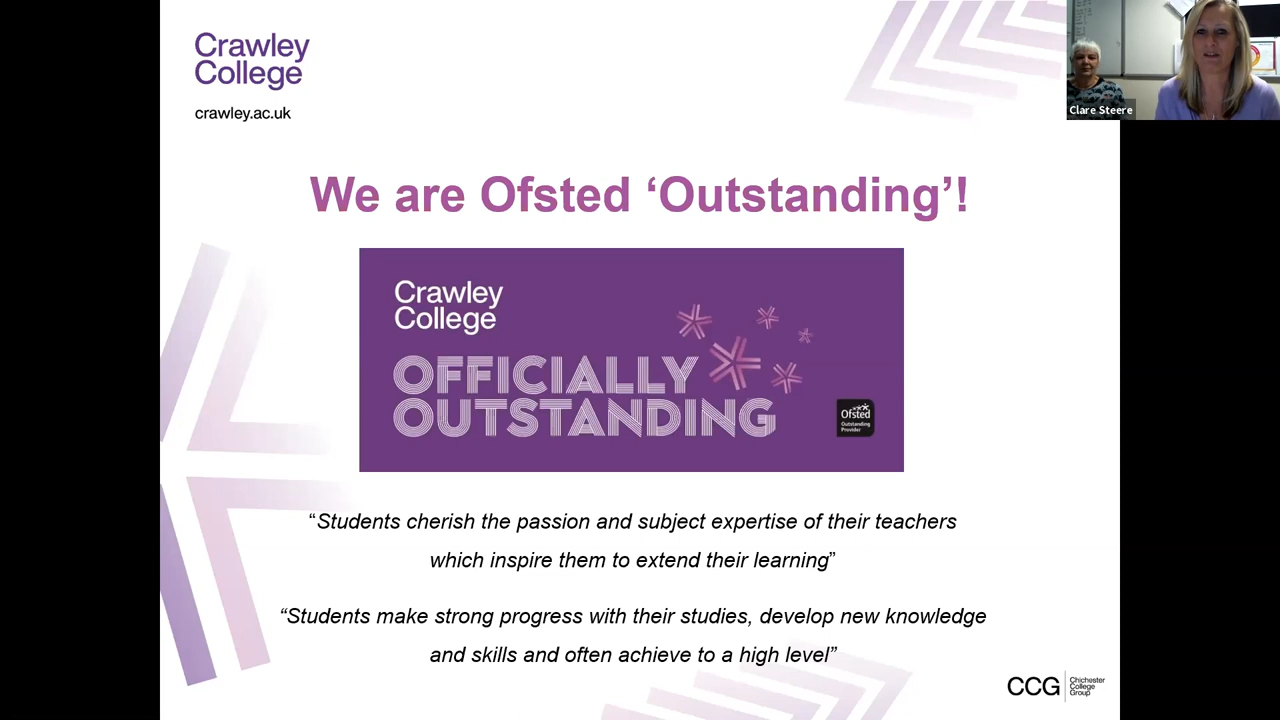 Crawley
College
crawley.ac.uk
Clare Steere
We are Ofsted ‘Outstanding’!
Crawley
College
OFFICIALLY
OUTSTANDING
Ofsted
Outstanding
Provider
“Students cherish the passion and subject expertise of their teachers
which inspire them to extend their learning”
“Students make strong progress with their studies, develop new knowledge
and skills and often achieve to a high level”
CCG
Chichester
College
Group